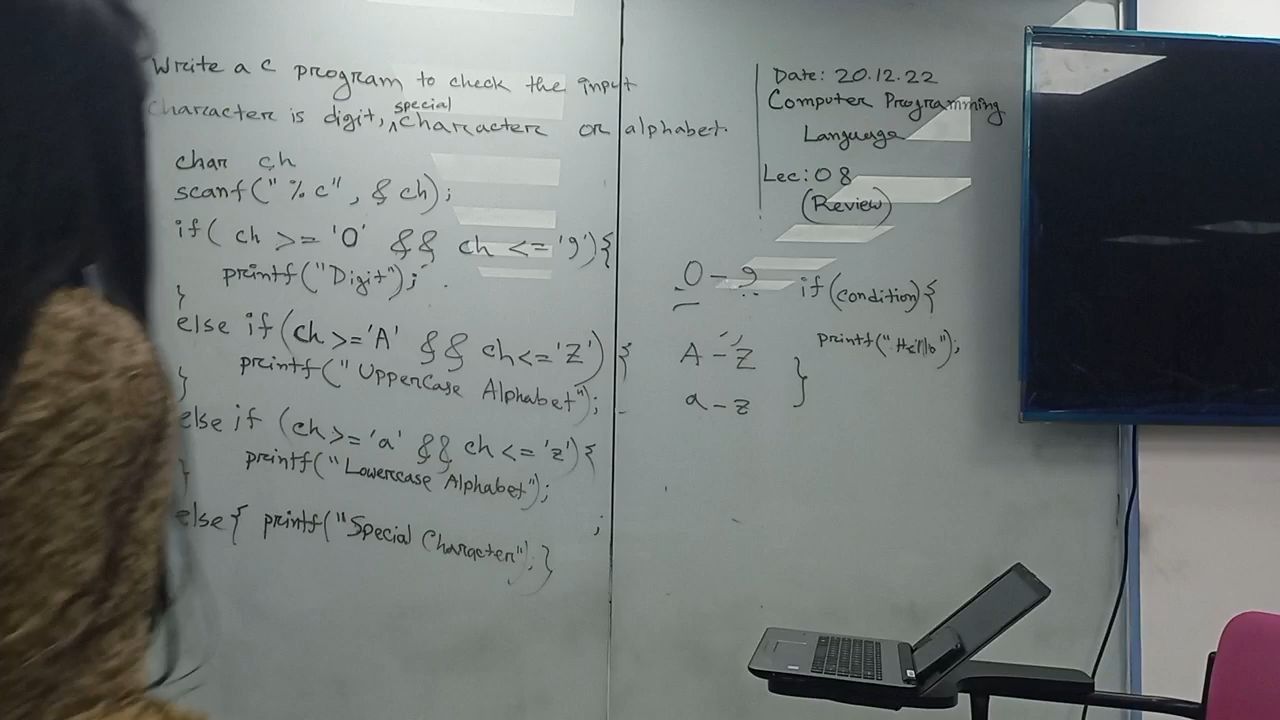 Write a c program to check the input
character is digit, special character or alphabet.
char ch
scanf("%c", &ch);
if( ch >= '0' && ch <= '9'){
printf("Digit");
}
else if(ch >= 'A' && ch <= 'Z') {
printf("Uppercase Alphabet");
}
else if (ch >= 'a' && ch <= 'z'){
printf("Lowercase Alphabet");
}
else{ printf("Special Character"); }
;
Date: 20.12.22
Computer Programming
Language
Lec: 08
(Review)
0 - 9
A - Z
a - z
if(condition){
printf("Hello");
}